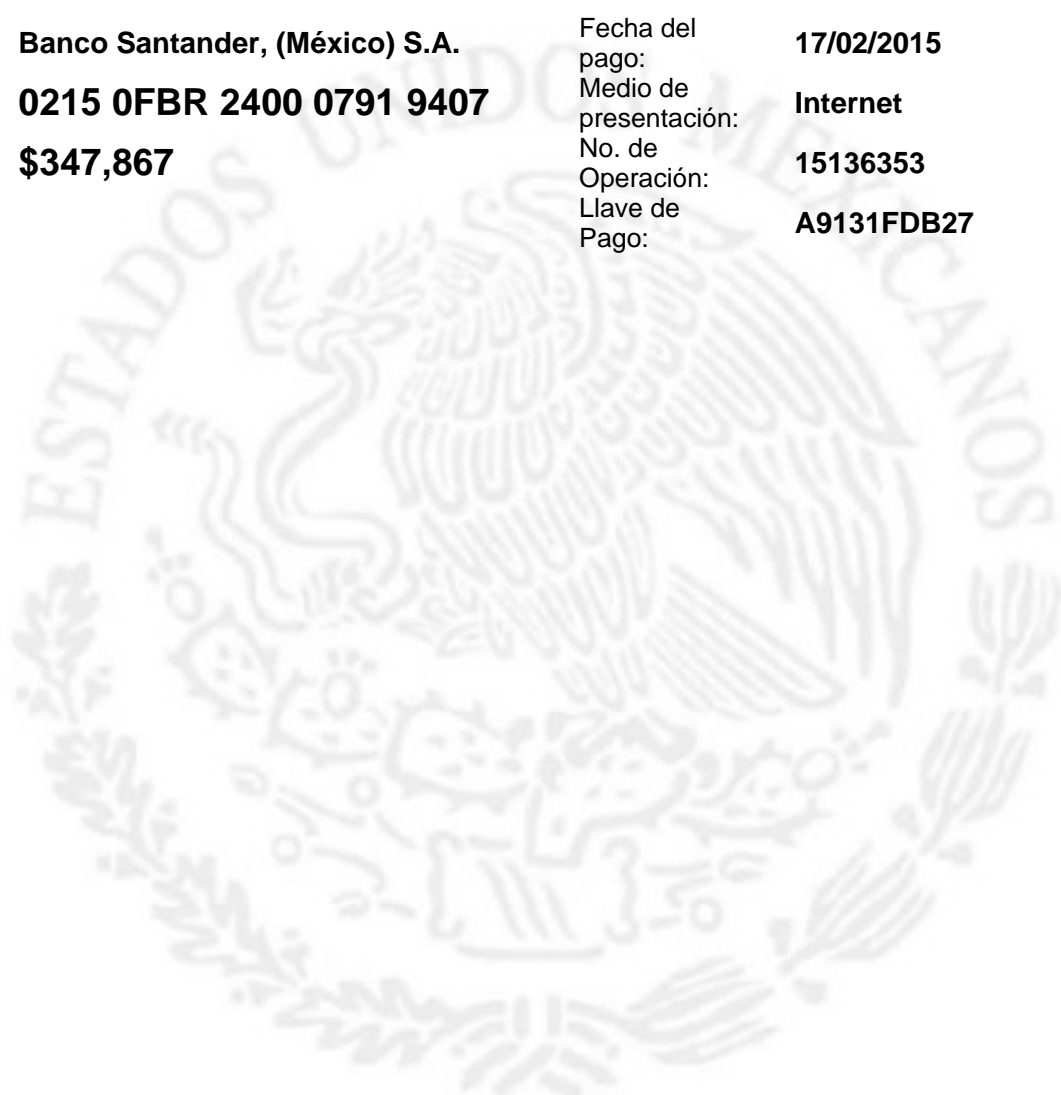 Banco Santander, (México) S.A.
0215 0FBR 2400 0791 9407
$347,867
Fecha del
pago:
17/02/2015
Medio de
presentación:
Internet
No. de
Operación:
15136353
Llave de
Pago:
A9131FDB27
ESTADOS UNIDOS MEXICANOS